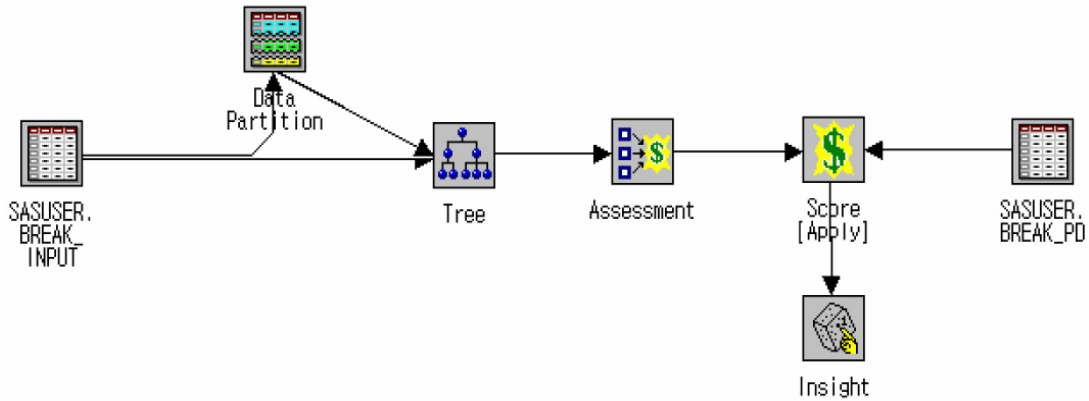 Data
Partition
SASUSER.
BREAK_
INPUT
Tree
Assessment
Score
[Apply]
SASUSER.
BREAK_PD
Insight